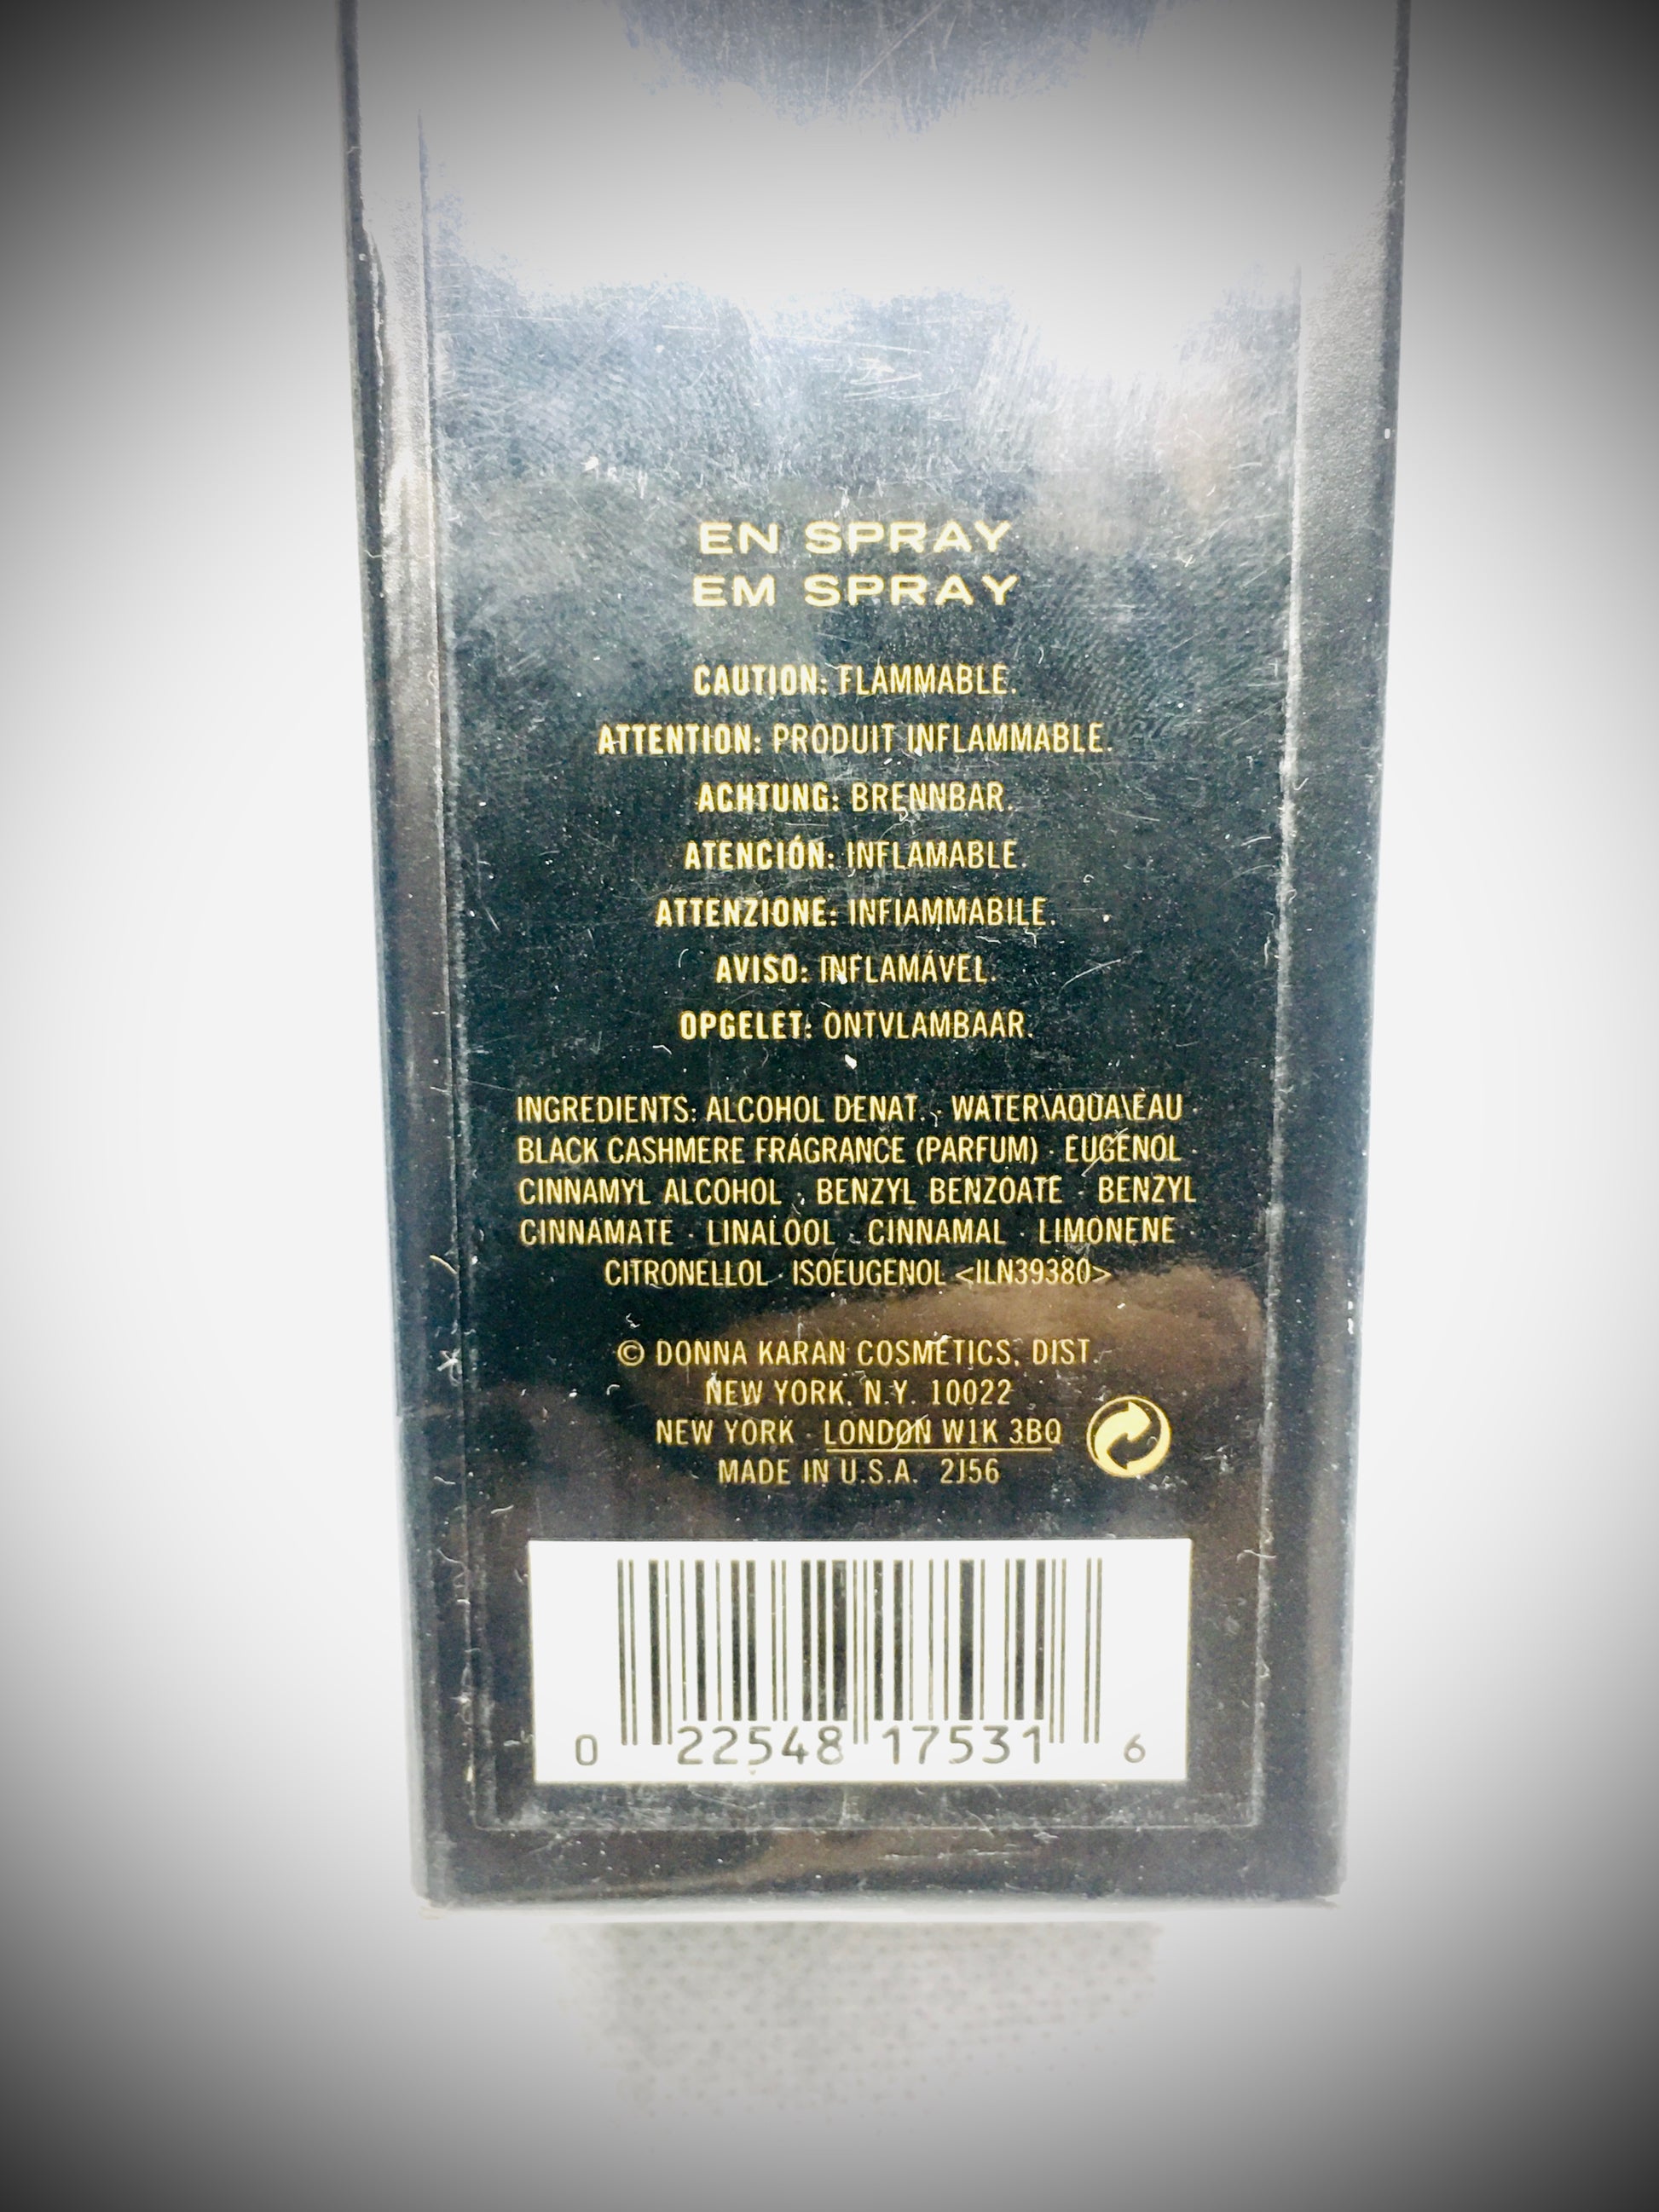 EN SPRAY
EM SPRAY
CAUTION: FLAMMABLE.
ATTENTION: PRODUIT INFLAMMABLE.
ACHTUNG: BRENNBAR.
ATENCIÓN: INFLAMABLE.
ATTENZIONE: INFIAMMABILE.
AVISO: INFLAMÁVEL.
OPGELET: ONTVLAMBAAR.
INGREDIENTS: ALCOHOL DENAT. · WATER\AQUA\EAU ·
BLACK CASHMERE FRAGRANCE (PARFUM) · EUGENOL ·
CINNAMYL ALCOHOL · BENZYL BENZOATE · BENZYL
CINNAMATE · LINALOOL · CINNAMAL · LIMONENE ·
CITRONELLOL · ISOEUGENOL <ILN39380>
© DONNA KARAN COSMETICS, DIST.
NEW YORK, N.Y. 10022
NEW YORK · LONDON W1K 3BQ
MADE IN U.S.A. 2J56
0 22548 17531 6